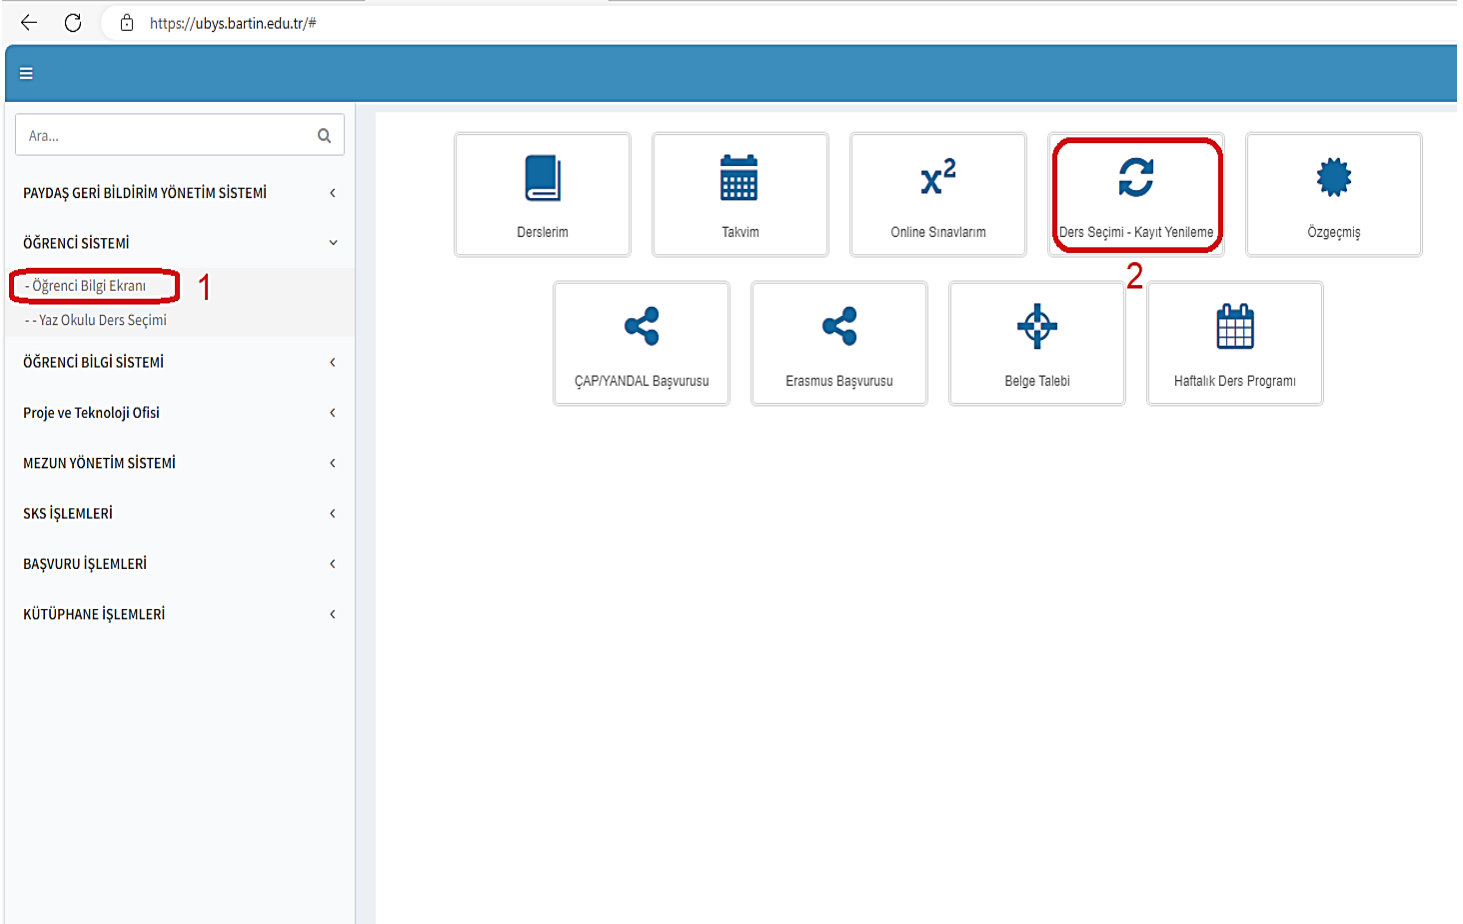 https://ubys.bartin.edu.tr/#
Ara...
PAYDAŞ GERİ BİLDİRİM YÖNETİM SİSTEMİ
ÖĞRENCİ SİSTEMİ
- Öğrenci Bilgi Ekranı
1
- - Yaz Okulu Ders Seçimi
ÖĞRENCİ BİLGİ SİSTEMİ
Proje ve Teknoloji Ofisi
MEZUN YÖNETİM SİSTEMİ
SKS İŞLEMLERİ
BAŞVURU İŞLEMLERİ
KÜTÜPHANE İŞLEMLERİ
Derslerim
Takvim
x²
Online Sınavlarım
Ders Seçimi - Kayıt Yenileme
2
Özgeçmiş
ÇAP/YANDAL Başvurusu
Erasmus Başvurusu
Belge Talebi
Haftalık Ders Programı